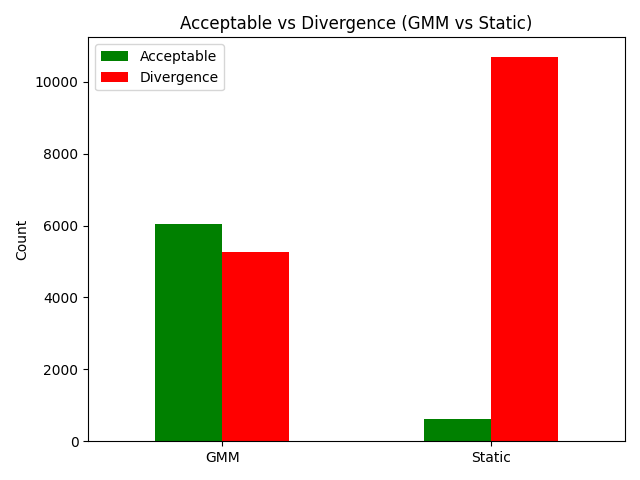 Acceptable vs Divergence (GMM vs Static)
Acceptable
Divergence
10000
8000
6000
4000
2000
0
Count
GMM
Static